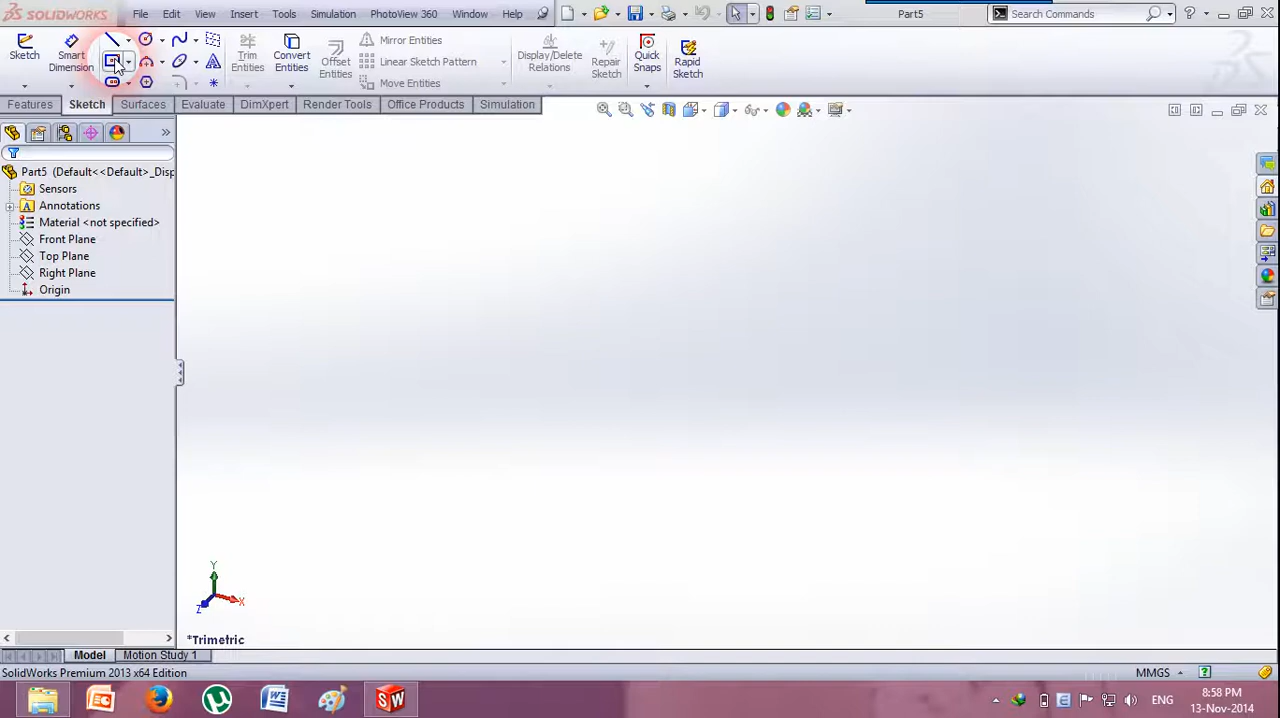 SOLIDWORKS File Edit View Insert Tools Simulation PhotoView 360 Window Help Part5 Search Commands
Sketch Smart Dimension Trim Entities Convert Entities Offset Entities Mirror Entities Linear Sketch Pattern Move Entities Display/Delete Relations Repair Sketch Quick Snaps Rapid Sketch
Features Sketch Surfaces Evaluate DimXpert Render Tools Office Products Simulation
Part5 (Default<<Default>_Disp
Sensors
A Annotations
Material <not specified>
Front Plane
Top Plane
Right Plane
Origin
Y
X
Z
*Trimetric
Model Motion Study 1
SolidWorks Premium 2013 x64 Edition MMGS
ENG 8:58 PM
13-Nov-2014